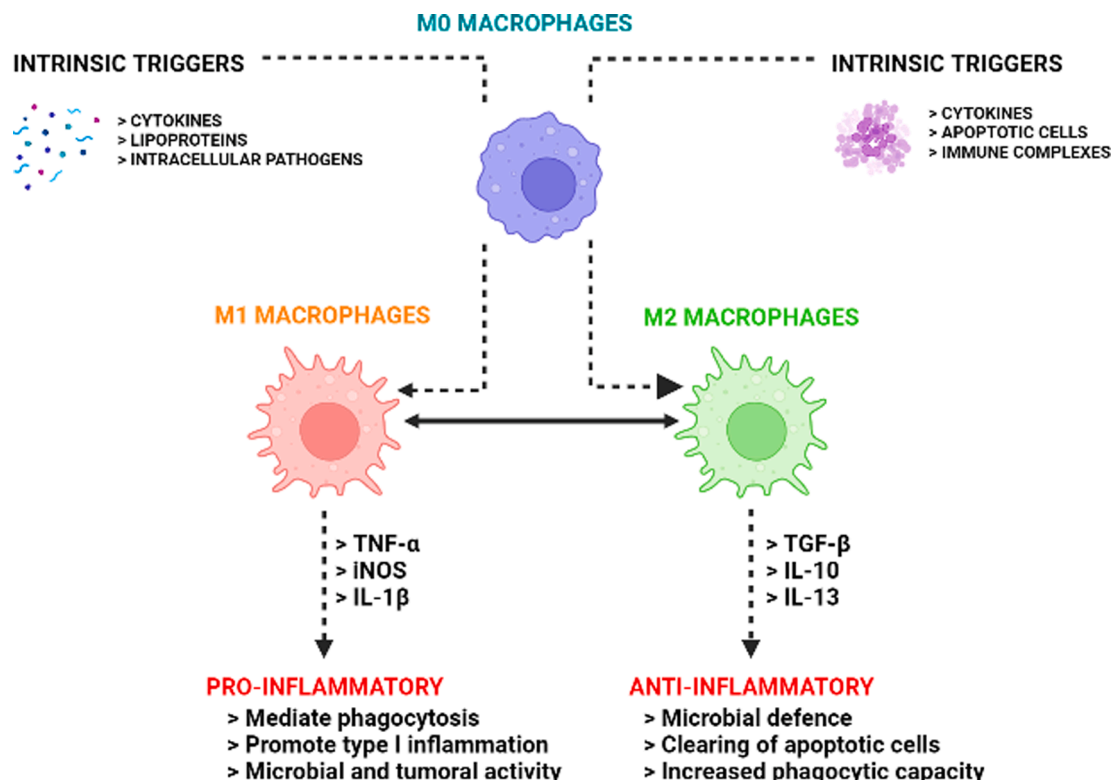 M0 MACROPHAGES
INTRINSIC TRIGGERS
> CYTOKINES
> LIPOPROTEINS
> INTRACELLULAR PATHOGENS
INTRINSIC TRIGGERS
> CYTOKINES
> APOPTOTIC CELLS
> IMMUNE COMPLEXES
M1 MACROPHAGES
M2 MACROPHAGES
> TNF-α
> iNOS
> IL-1β
> TGF-β
> IL-10
> IL-13
PRO-INFLAMMATORY
> Mediate phagocytosis
> Promote type I inflammation
> Microbial and tumoral activity
ANTI-INFLAMMATORY
> Microbial defence
> Clearing of apoptotic cells
> Increased phagocytic capacity